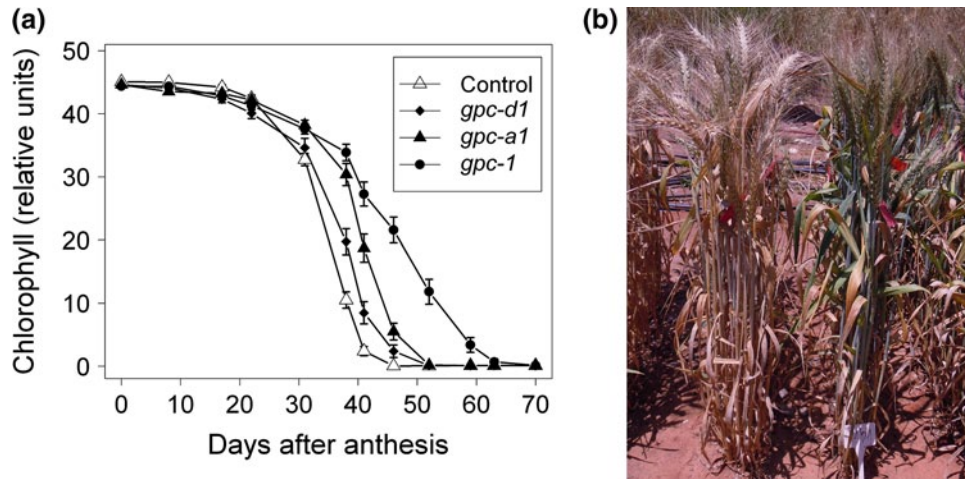 (a)
Chlorophyll (relative units)
50
40
30
20
10
0
Control
gpc-d1
gpc-a1
gpc-1
0 10 20 30 40 50 60 70
Days after anthesis
(b)